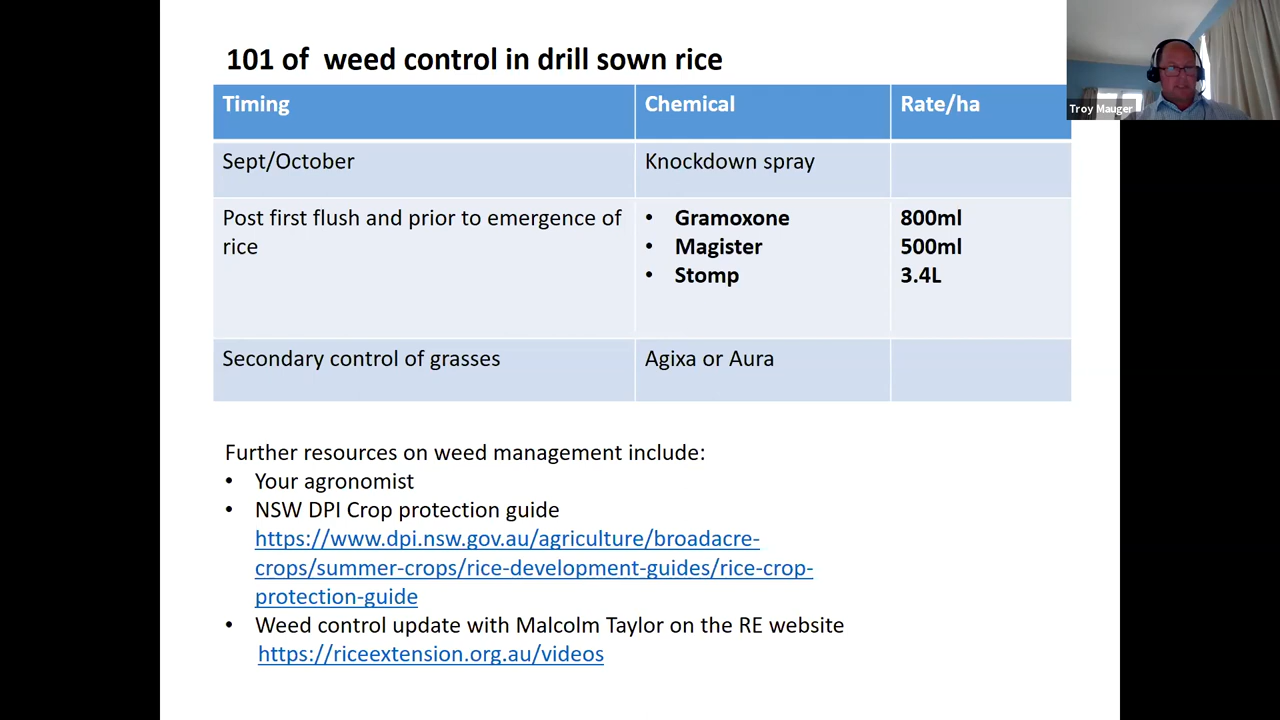 101 of  weed control in drill sown rice
Troy Mauger
Timing
Chemical
Rate/ha
Sept/October
Knockdown spray
Post first flush and prior to emergence of
rice
• Gramoxone
• Magister
• Stomp
800ml
500ml
3.4L
Secondary control of grasses
Agixa or Aura
Further resources on weed management include:
• Your agronomist
• NSW DPI Crop protection guide
https://www.dpi.nsw.gov.au/agriculture/broadacre-
crops/summer-crops/rice-development-guides/rice-crop-
protection-guide
• Weed control update with Malcolm Taylor on the RE website
https://riceextension.org.au/videos